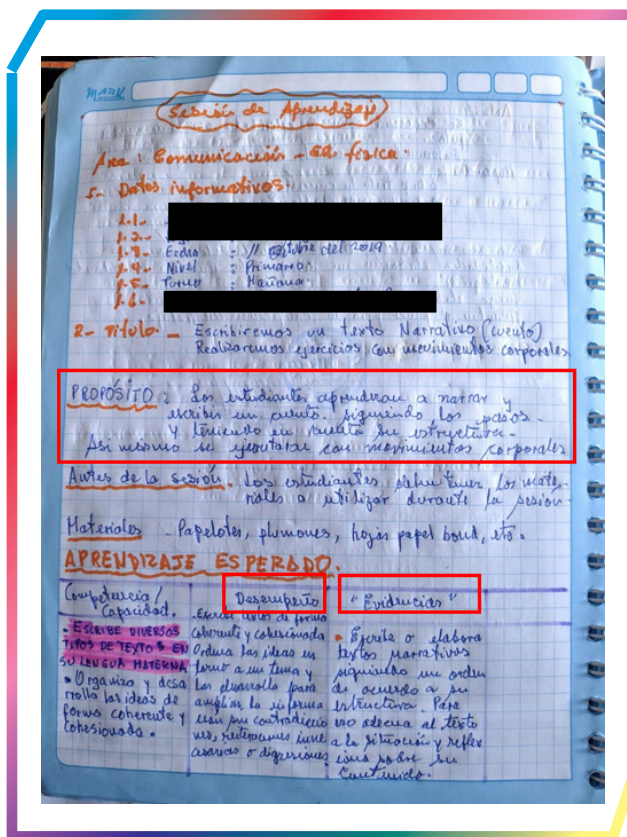 MARK
Sesión de Aprendizaje
Área : Comunicación - Ed. física.
1.- Datos informativos.
1.1.-
1.2.-
1.3.- Fecha : 11 octubre del 2019
1.4.- Nivel : Primaria.
1.5.- Turno : Mañana.
1.6.-
2.- Título. - Escribiremos un texto Narrativo (cuento)
Realizaremos ejercicios con movimientos corporales
PROPÓSITO : Los estudiantes aprenderan a narrar y
escribir un cuento. siguiendo los pasos.
y teniendo en cuenta su estructura.
Asi mismo se ejecutarán con movimientos corporales
Antes de la sesión. Los estudiantes deben tener los mate-
riales a utilizar durante la sesión.
Materiales - Papelotes, plumones, hojas papel bond, etc.
APRENDIZAJE ESPERADO.
Competencia/
Capacidad.
- ESCRIBE DIVERSOS
TIPOS DE TEXTOS EN
SU LENGUA MATERNA
• Organiza y desa
rrolla las ideas de
forma coherente y
cohesionada.
Desempeño
- Escribe textos de forma
coherente y cohesionada
Ordena las ideas en
torno a un tema y
las desarrolla para
ampliar la informa
ción sin contradiccio
nes, reiteraciones inne
cesarias o digresiones
"Evidencias"
• Escribe o elabora
textos narrativos
siguiendo un orden
de acuerdo a su
estructura. Para
eso adecua al texto
a la situación y reflex
iona sobre su
Contenido.